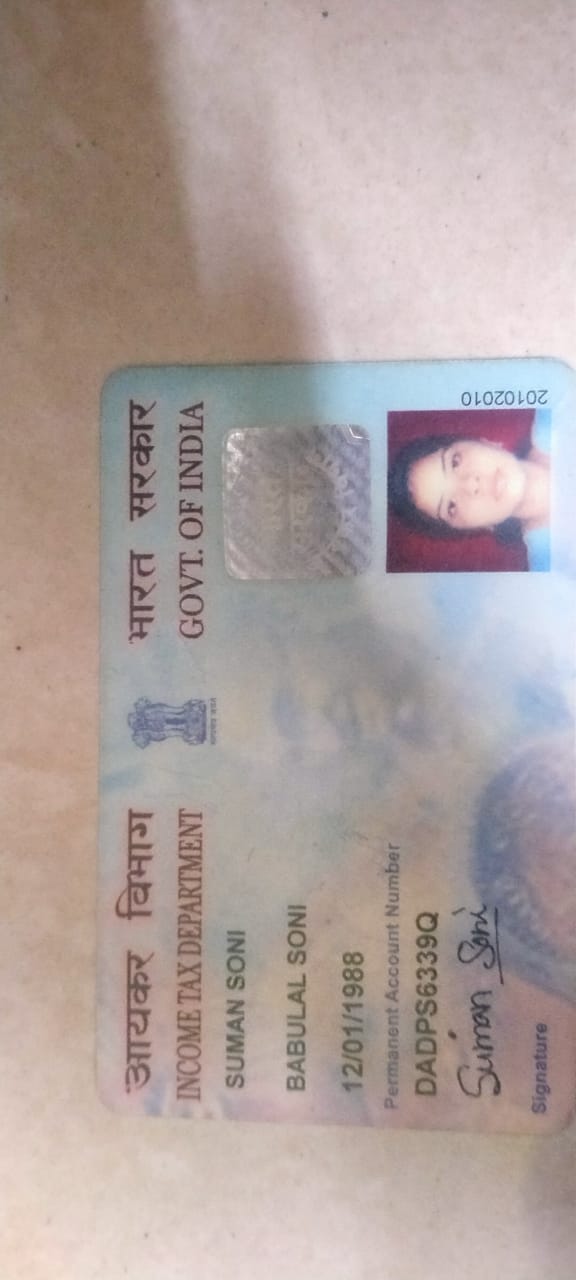 आयकर विभाग भारत सरकार
INCOME TAX DEPARTMENT GOVT. OF INDIA
SUMAN SONI
BABULAL SONI
12/01/1988
Permanent Account Number
DADPS6339Q
Suman Soni
Signature
20102010